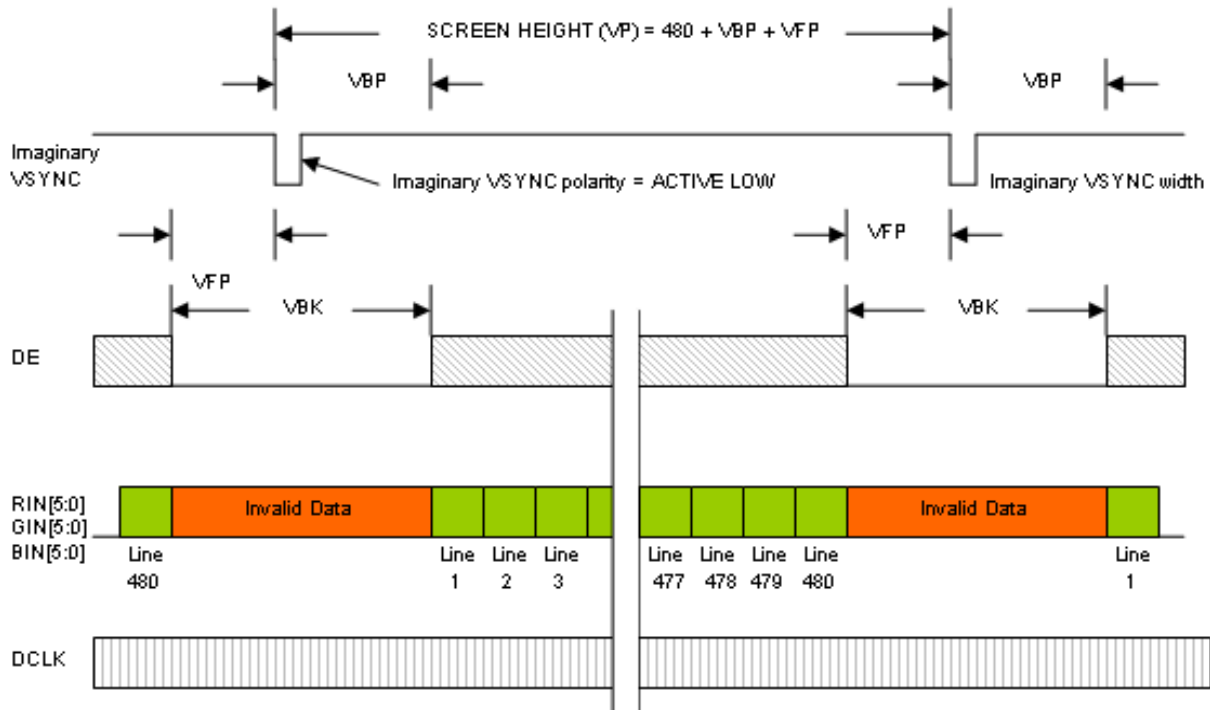 SCREEN HEIGHT (VP) = 480 + VBP + VFP
VBP
VBP
Imaginary
VSYNC
Imaginary VSYNC polarity = ACTIVE LOW
Imaginary VSYNC width
VFP
VFP
VBK
VBK
DE
RIN[5:0]
GIN[5:0]
BIN[5:0]
Invalid Data
Invalid Data
Line
480
Line
1
Line
2
Line
3
Line
477
Line
478
Line
479
Line
480
Line
1
DCLK